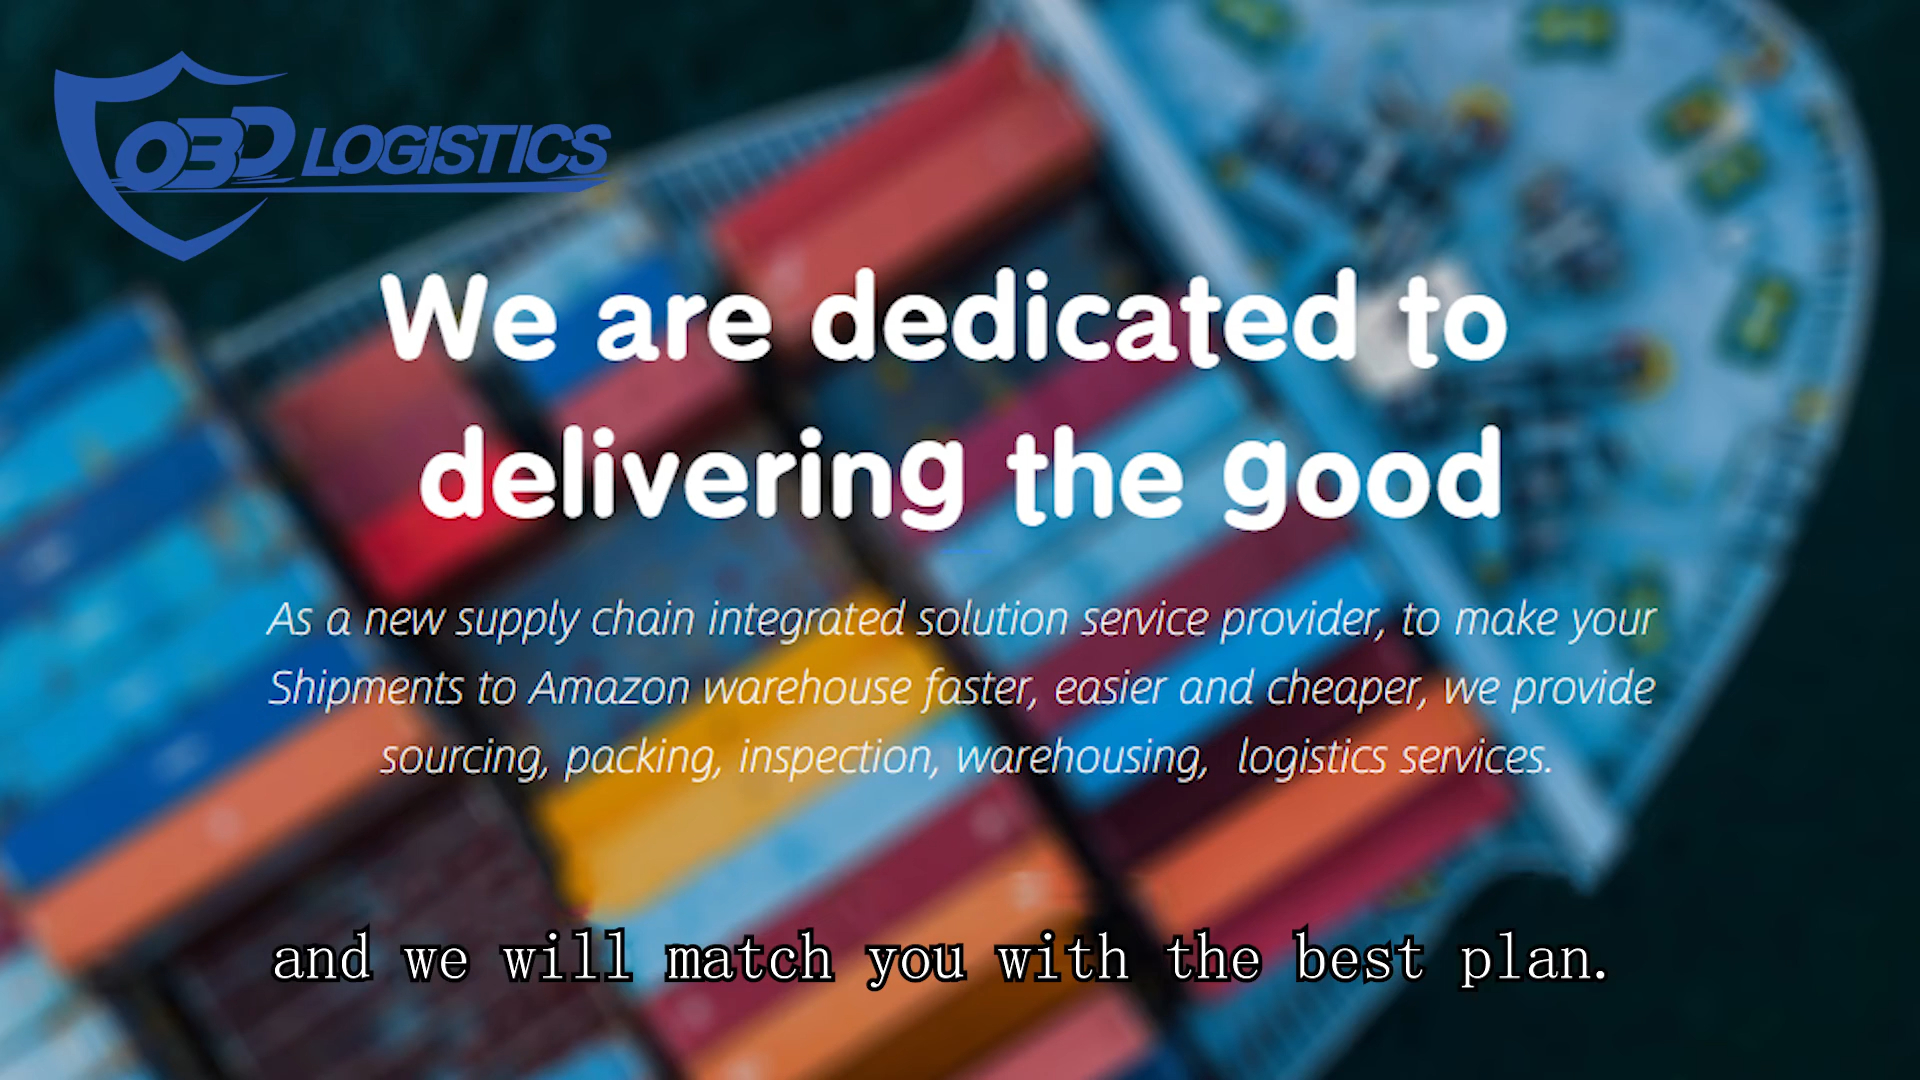 OBD LOGISTICS
We are dedicated to
delivering the good
As a new supply chain integrated solution service provider, to make your
Shipments to Amazon warehouse faster, easier and cheaper, we provide
sourcing, packing, inspection, warehousing, logistics services.
and we will match you with the best plan.